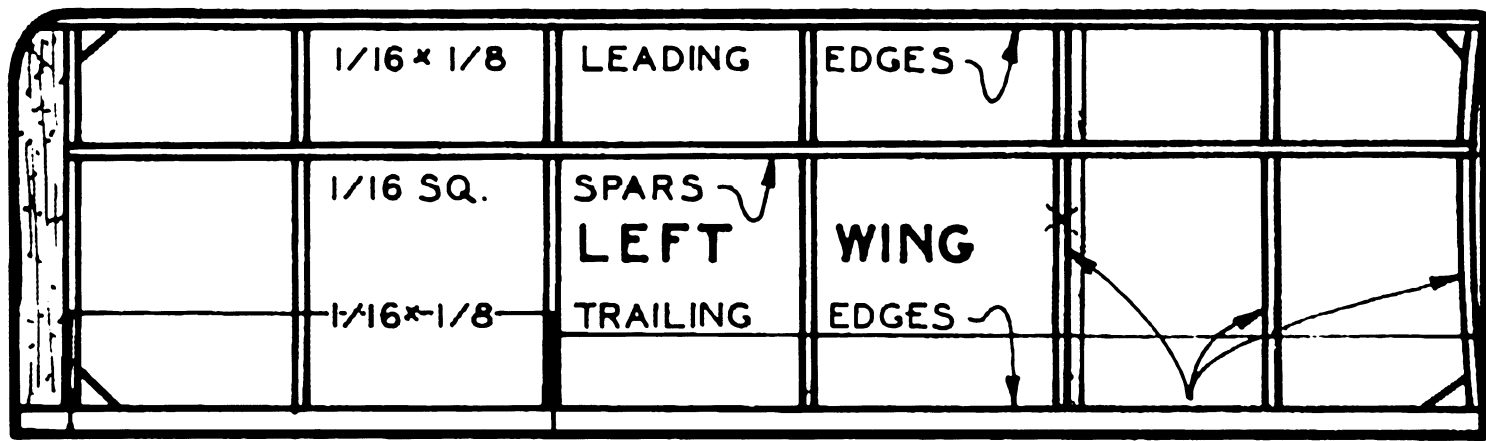 1/16 × 1/8 LEADING EDGES
1/16 SQ. SPARS
LEFT WING
1/16 × 1/8 TRAILING EDGES